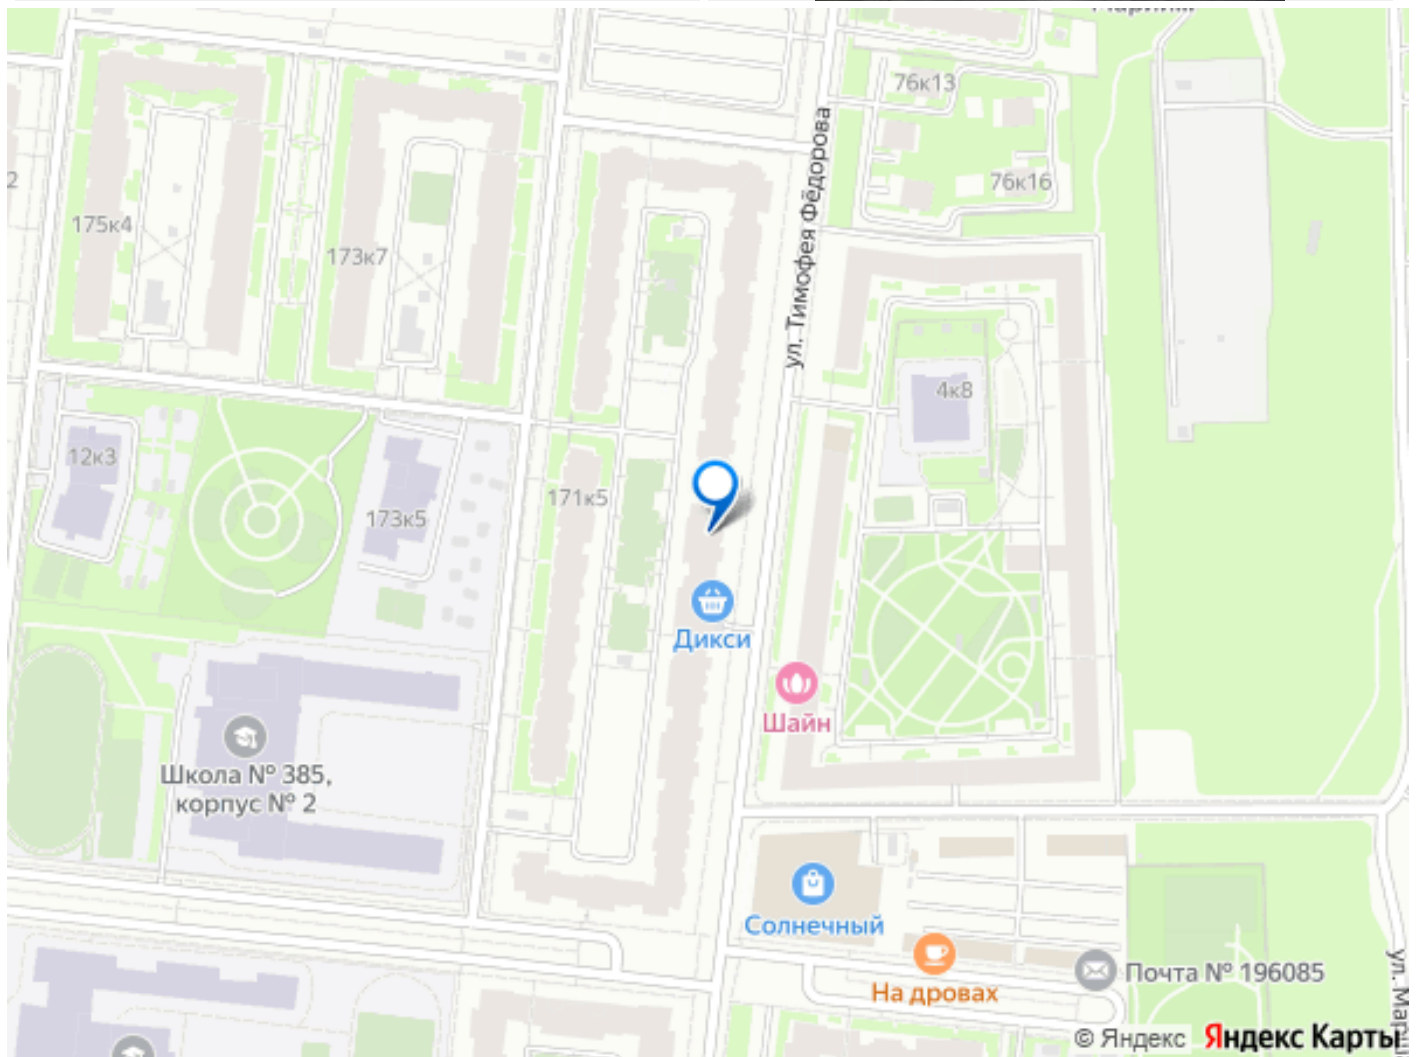 76к13
ул. Тимофея Фёдорова
76к16
2
175к4
173к7
4к8
12к3
171к5
173к5
Дикси
Шайн
Школа № 385,
корпус № 2
Солнечный
На дровах
Почта № 196085
© Яндекс Яндекс Карты